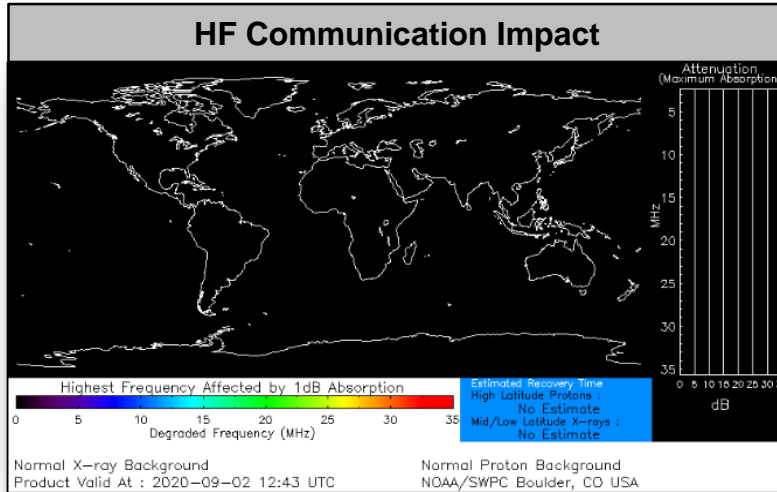 HF Communication Impact
Attenuation
(Maximum Absorption
5
10
15
20
25
30
35
MHz
0 5 10 15 20 25 30
dB
Highest Frequency Affected by 1dB Absorption
0 5 10 15 20 25 30 35
Degraded Frequency (MHz)
Estimated Recovery Time
High Latitude Protons :
No Estimate
Mid/Low Latitude X-rays :
No Estimate
Normal X-ray Background
Normal Proton Background
Product Valid At : 2020-09-02 12:43 UTC
NOAA/SWPC Boulder, CO USA